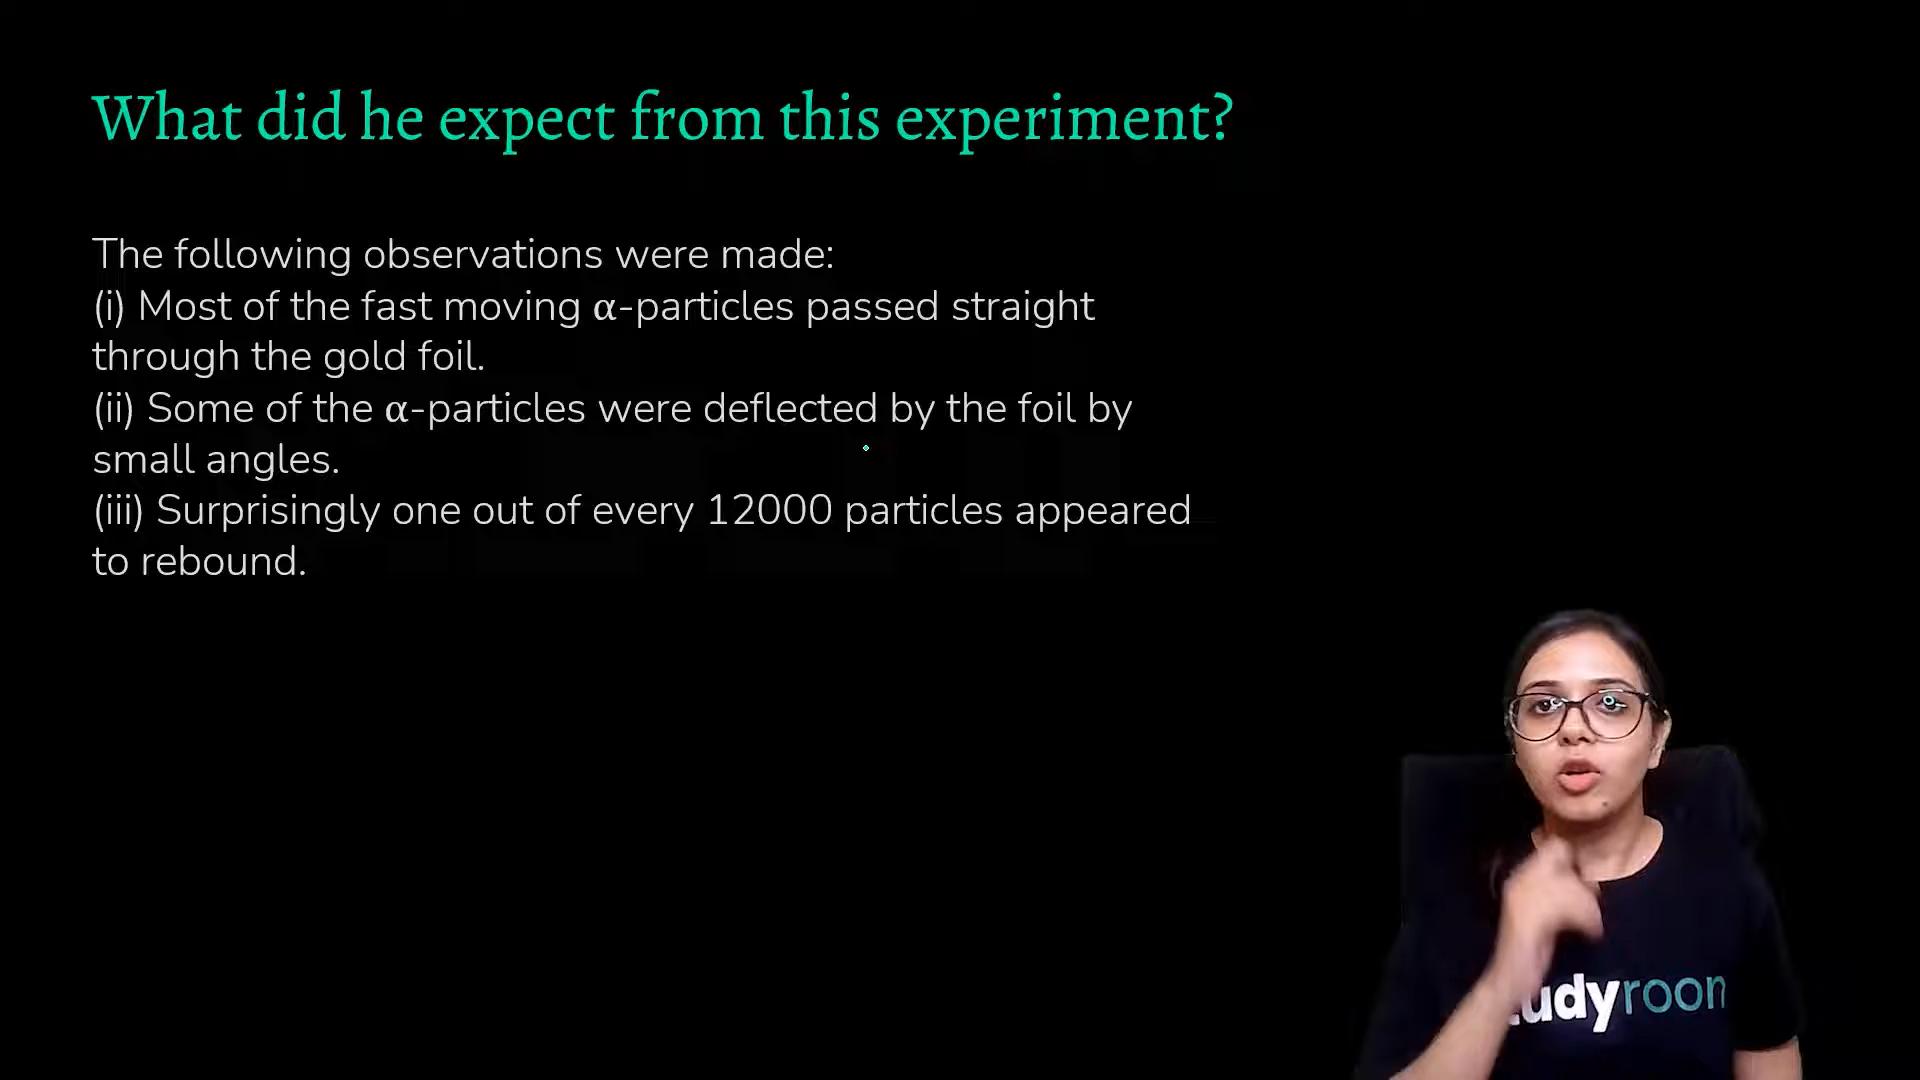 What did he expect from this experiment?
The following observations were made:
(i) Most of the fast moving α-particles passed straight
through the gold foil.
(ii) Some of the α-particles were deflected by the foil by
small angles.
(iii) Surprisingly one out of every 12000 particles appeared
to rebound.
udyroom